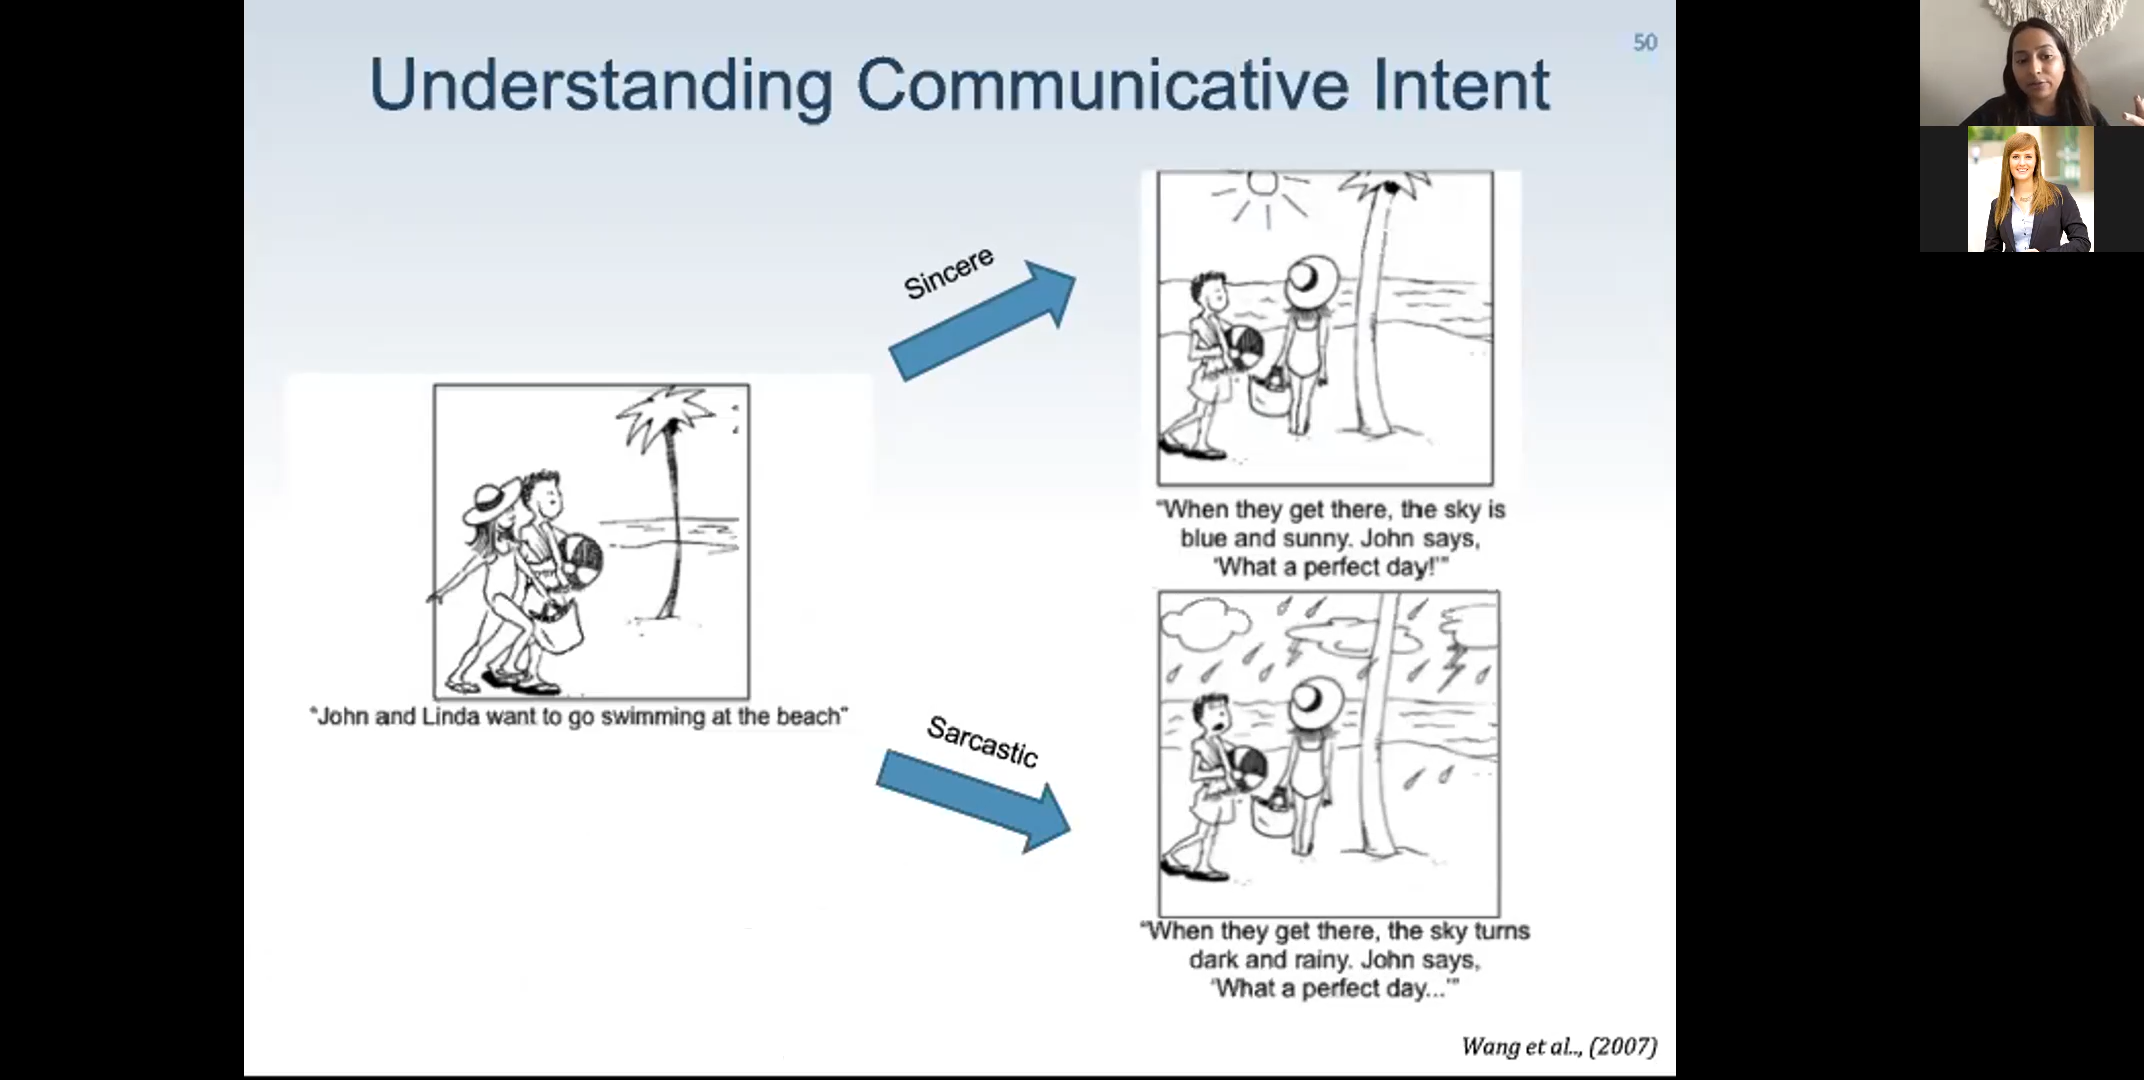 50
Understanding Communicative Intent
Sincere
"When they get there, the sky is
blue and sunny. John says,
'What a perfect day!'"
"John and Linda want to go swimming at the beach"
Sarcastic
"When they get there, the sky turns
dark and rainy. John says,
'What a perfect day...'"
Wang et al.., (2007)